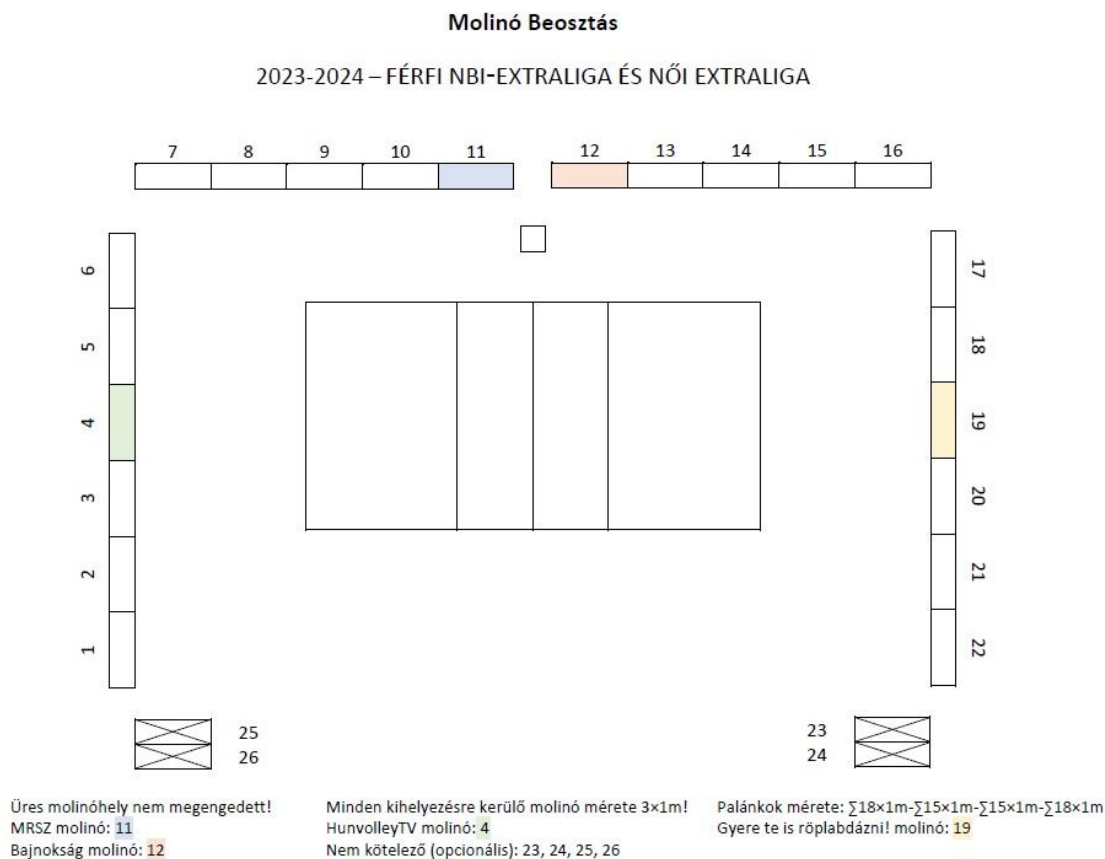 Molinó Beosztás
2023-2024 – FÉRFI NBI-EXTRALIGA ÉS NŐI EXTRALIGA
7 8 9 10 11 12 13 14 15 16
6 17
5 18
4 19
3 20
2 21
1 22
25 23
26 24
Üres molinóhely nem megengedett! Minden kihelyezésre kerülő molinó mérete 3×1m! Palánkok mérete: ∑18×1m-∑15×1m-∑15×1m-∑18×1m
MRSZ molinó: 11 HunvolleyTV molinó: 4 Gyere te is röplabdázni! molinó: 19
Bajnokság molinó: 12 Nem kötelező (opcionális): 23, 24, 25, 26